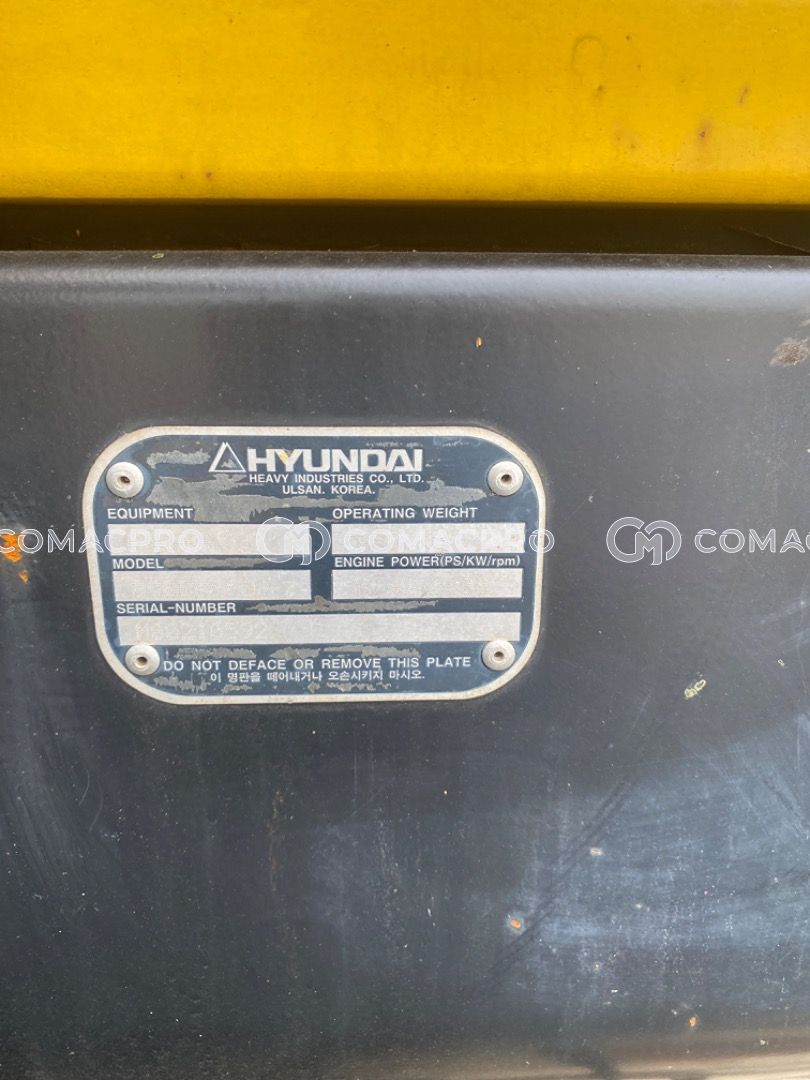 HYUNDAI
HEAVY INDUSTRIES CO., LTD.
ULSAN. KOREA.
EQUIPMENT OPERATING WEIGHT
COMACPRO COMACPRO COMACPRO
MODEL ENGINE POWER(PS/KW/rpm)
SERIAL-NUMBER
DO NOT DEFACE OR REMOVE THIS PLATE
이 명판을 떼어내거나 오손시키지 마시오.